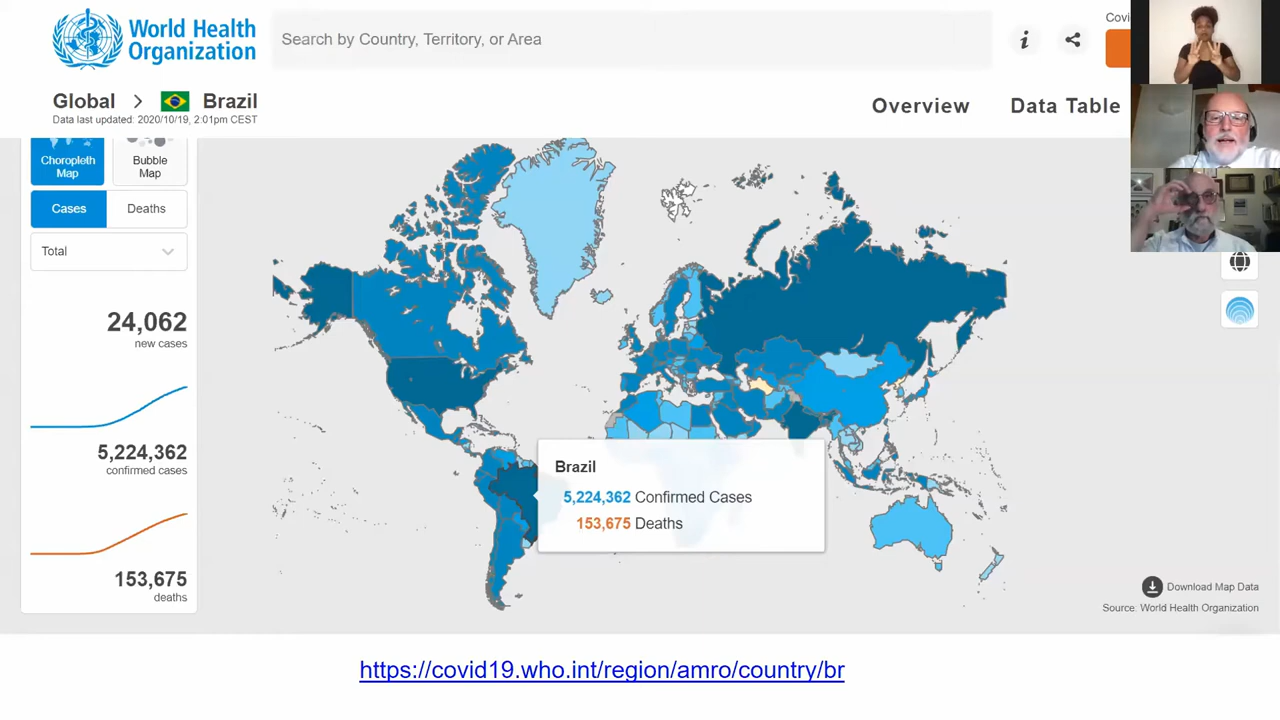 World Health
Organization
Search by Country, Territory, or Area
i
Covi
Global > Brazil
Data last updated: 2020/10/19, 2:01pm CEST
Overview
Data Table
Choropleth
Map
Bubble
Map
Cases
Deaths
Total
24,062
new cases
5,224,362
confirmed cases
153,675
deaths
Brazil
5,224,362 Confirmed Cases
153,675 Deaths
Download Map Data
Source: World Health Organization
https://covid19.who.int/region/amro/country/br